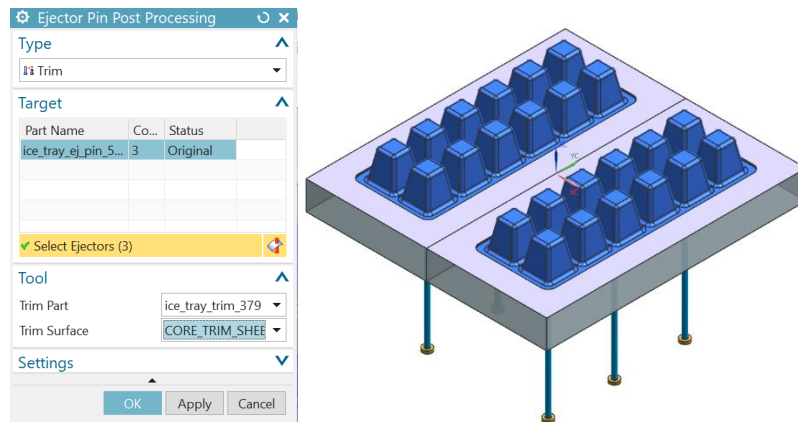 Ejector Pin Post Processing
Type
Trim
Target
Part Name Co... Status
ice_tray_ej_pin_5... 3 Original
Select Ejectors (3)
Tool
Trim Part ice_tray_trim_379
Trim Surface CORE_TRIM_SHEE
Settings
OK Apply Cancel
YC